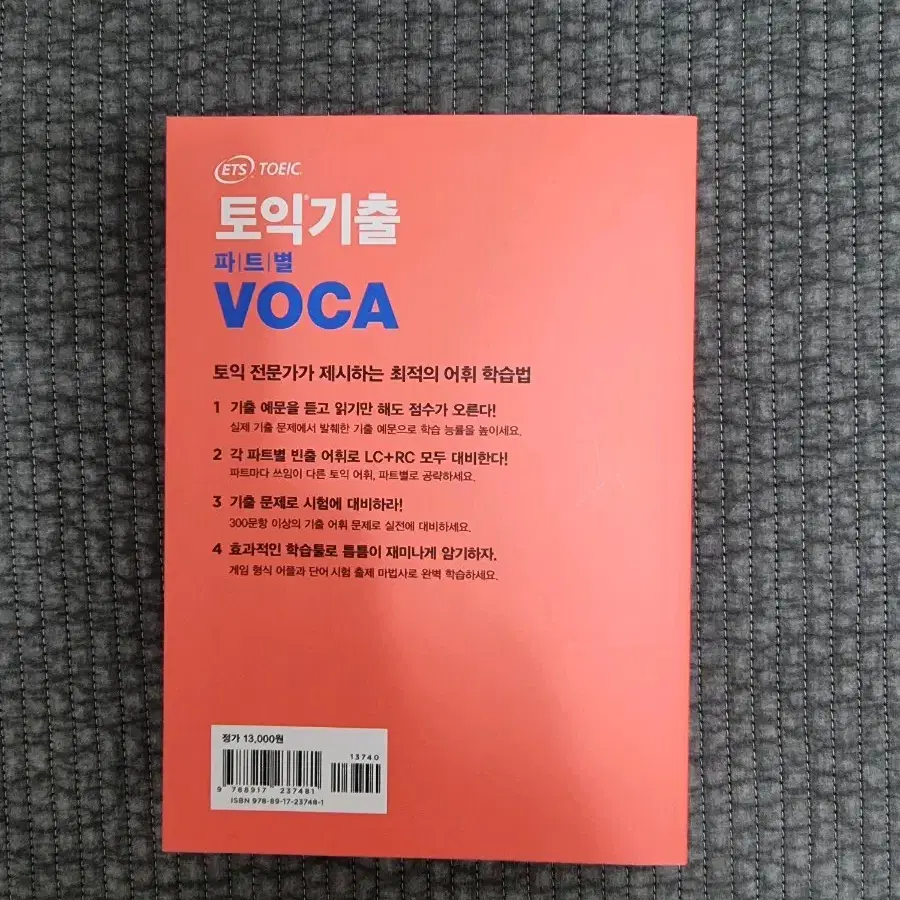 ETS TOEIC
토익기출
파트별
VOCA
토익 전문가가 제시하는 최적의 어휘 학습법
1 기출 예문을 듣고 읽기만 해도 점수가 오른다!
실제 기출 문제에서 발췌한 기출 예문으로 학습 능률을 높이세요.
2 각 파트별 빈출 어휘로 LC+RC 모두 대비한다!
파트마다 쓰임이 다른 토익 어휘, 파트별로 공략하세요.
3 기출 문제로 시험에 대비하라!
300문항 이상의 기출 어휘 문제로 실전에 대비하세요.
4 효과적인 학습툴로 틈틈이 재미나게 암기하자.
게임 형식 어플과 단어 시험 출제 마법사로 완벽 학습하세요.
정가 13,000원
13740
9 788917 237481
ISBN 978-89-17-23748-1